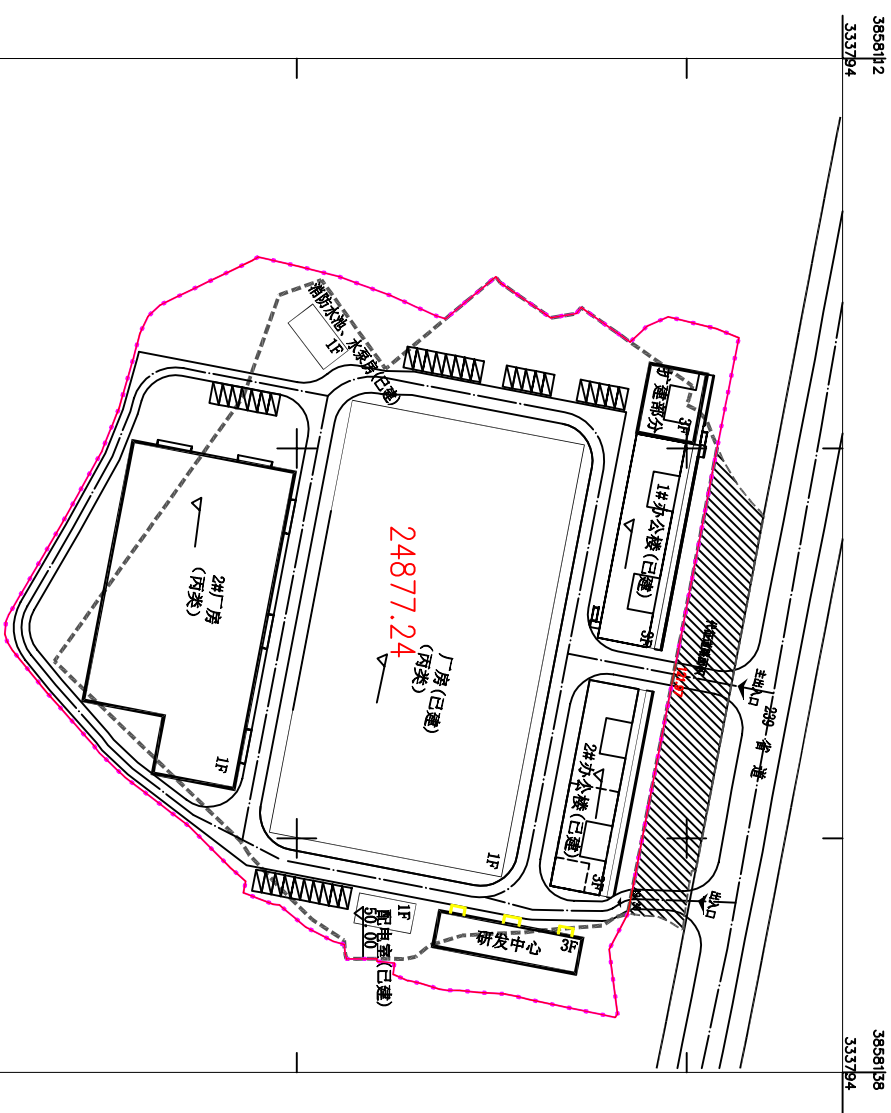 3858112
333794
消防水池、水泵房(已建)
1F
扩建部分
3F
1#办公楼(已建)
3F
主出入口
239 省 道
24877.24
厂房(已建)
(丙类)
1F
2#厂房
(丙类)
1F
2#办公楼(已建)
3F
出入口
1F
配电室(已建)
50.00
研发中心
3F
3858138
333794